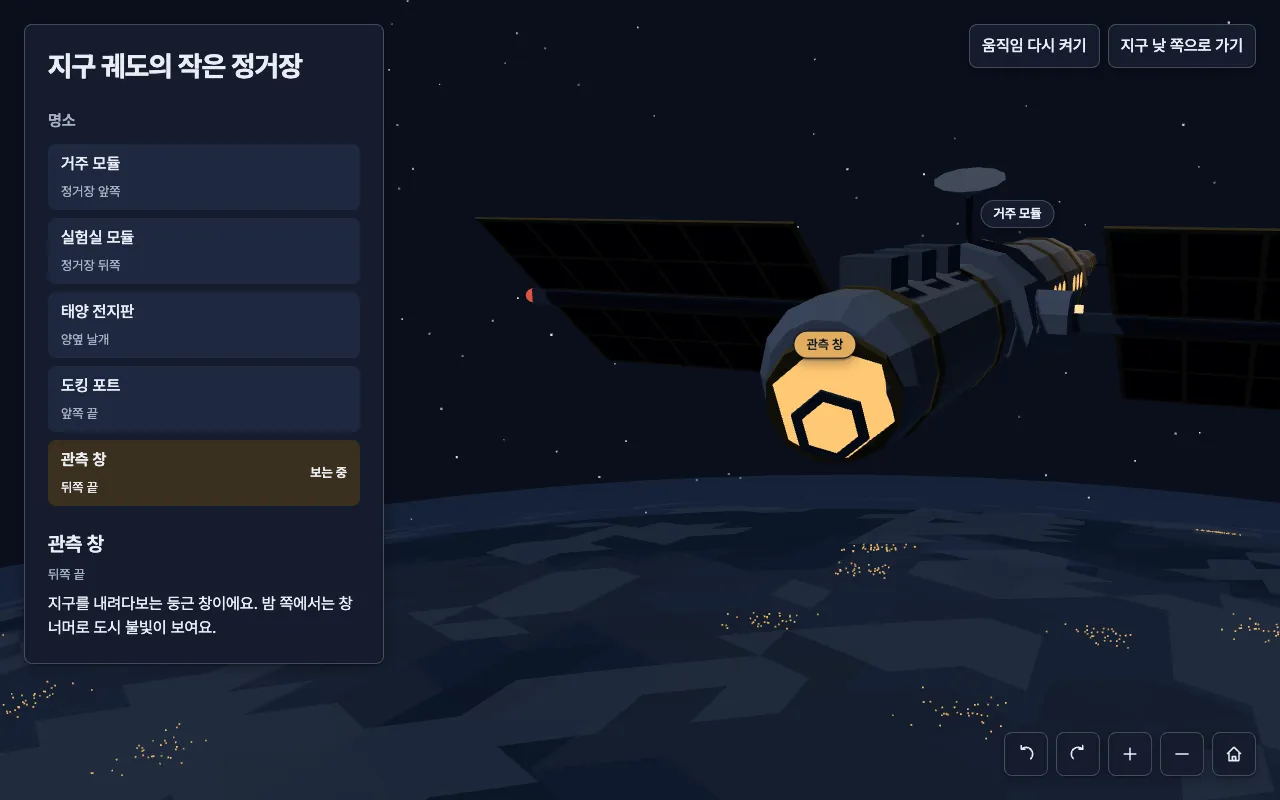 지구 궤도의 작은 정거장
명소
거주 모듈
정거장 앞쪽
실험실 모듈
정거장 뒤쪽
태양 전지판
양옆 날개
도킹 포트
앞쪽 끝
관측 창
뒤쪽 끝
보는 중
관측 창
뒤쪽 끝
지구를 내려다보는 둥근 창이에요. 밤 쪽에서는 창
너머로 도시 불빛이 보여요.
움직임 다시 켜기
지구 낮 쪽으로 가기
거주 모듈
관측 창